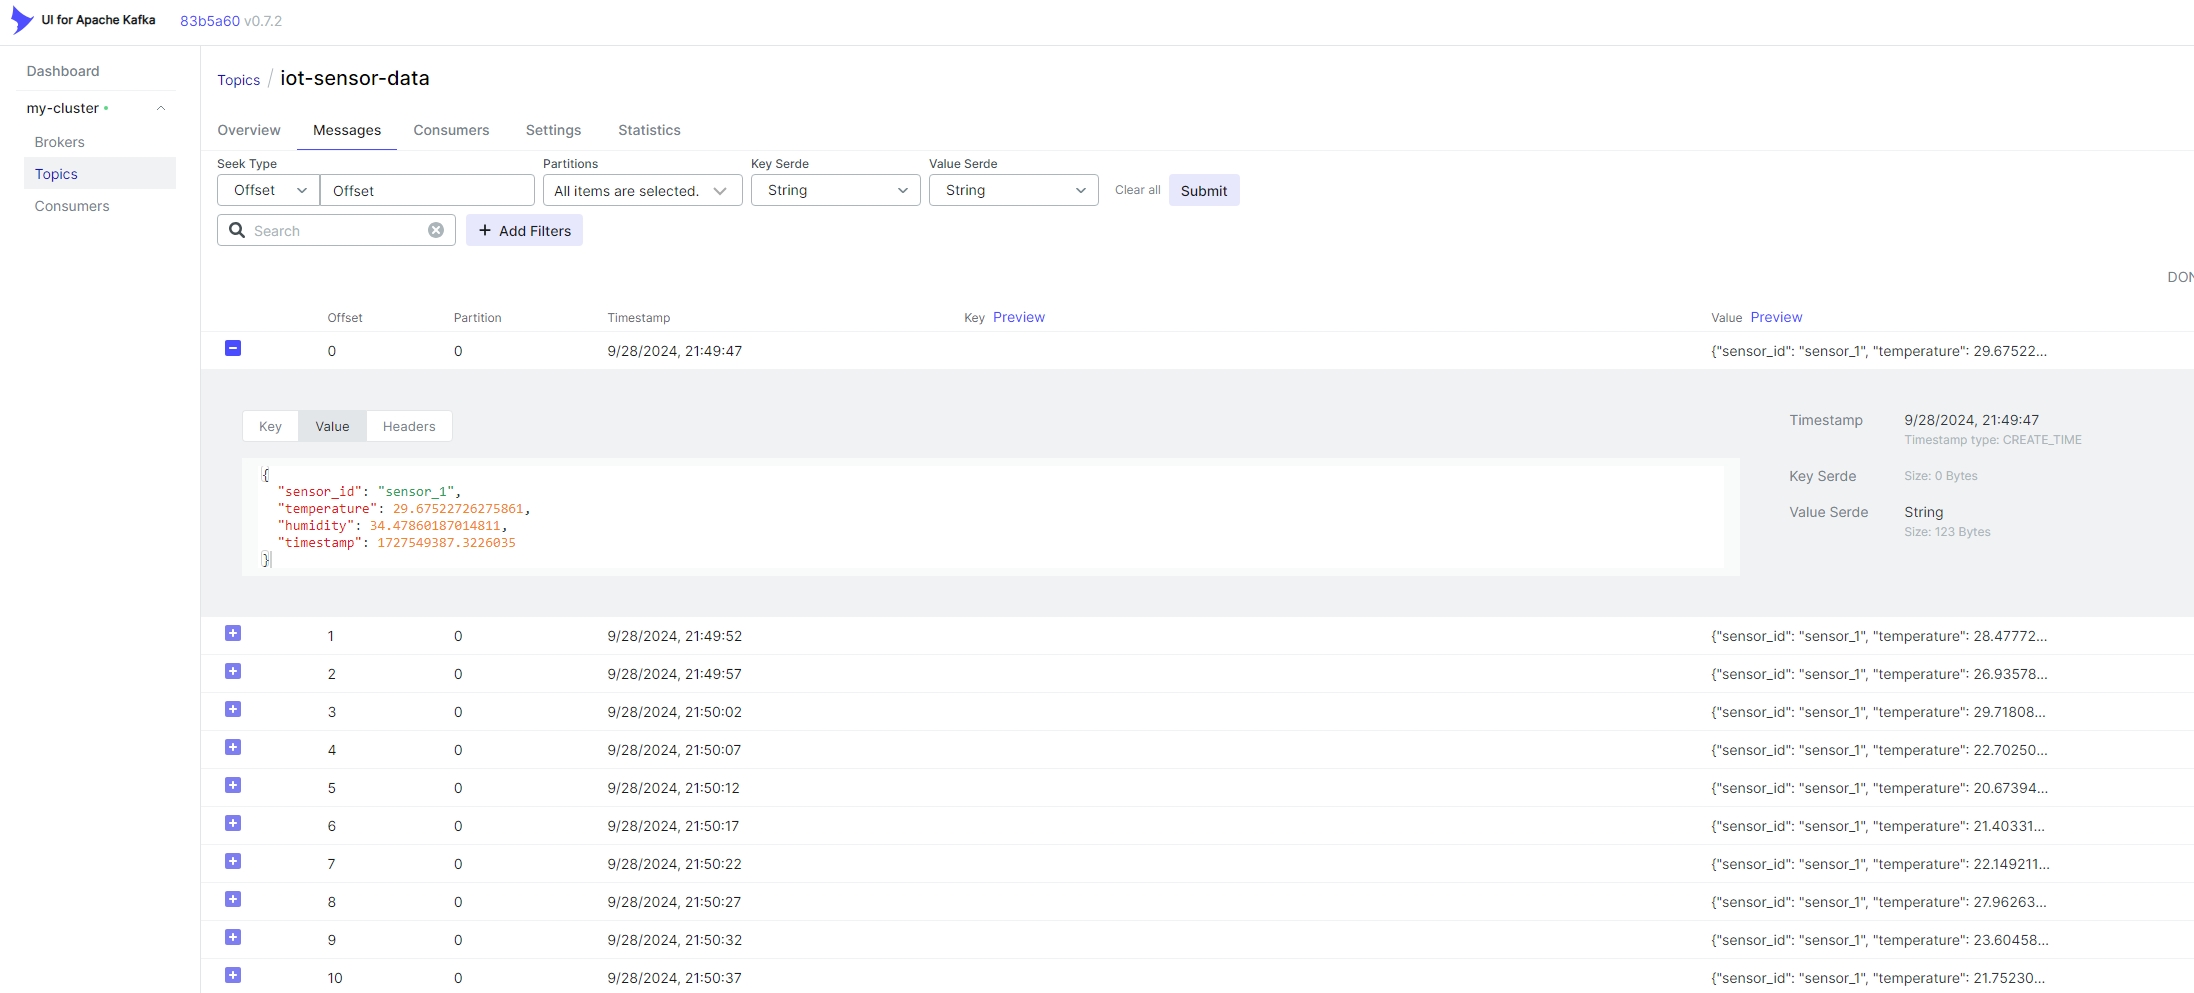 UI for Apache Kafka 83b5a60 v0.7.2
Dashboard
my-cluster
Brokers
Topics
Consumers
Topics / iot-sensor-data
Overview Messages Consumers Settings Statistics
Seek Type Partitions Key Serde Value Serde
Offset Offset All items are selected. String String Clear all Submit
Search + Add Filters
DON
Offset Partition Timestamp Key Preview Value Preview
0 0 9/28/2024, 21:49:47 {"sensor_id": "sensor_1", "temperature": 29.67522...
Key Value Headers
{
"sensor_id": "sensor_1",
"temperature": 29.67522726275861,
"humidity": 34.47860187014811,
"timestamp": 1727549387.3226035
}
Timestamp 9/28/2024, 21:49:47
Timestamp type: CREATE_TIME
Key Serde Size: 0 Bytes
Value Serde String
Size: 123 Bytes
1 0 9/28/2024, 21:49:52 {"sensor_id": "sensor_1", "temperature": 28.47772...
2 0 9/28/2024, 21:49:57 {"sensor_id": "sensor_1", "temperature": 26.93578...
3 0 9/28/2024, 21:50:02 {"sensor_id": "sensor_1", "temperature": 29.71808...
4 0 9/28/2024, 21:50:07 {"sensor_id": "sensor_1", "temperature": 22.70250...
5 0 9/28/2024, 21:50:12 {"sensor_id": "sensor_1", "temperature": 20.67394...
6 0 9/28/2024, 21:50:17 {"sensor_id": "sensor_1", "temperature": 21.40331...
7 0 9/28/2024, 21:50:22 {"sensor_id": "sensor_1", "temperature": 22.149211...
8 0 9/28/2024, 21:50:27 {"sensor_id": "sensor_1", "temperature": 27.96263...
9 0 9/28/2024, 21:50:32 {"sensor_id": "sensor_1", "temperature": 23.60458...
10 0 9/28/2024, 21:50:37 {"sensor_id": "sensor_1", "temperature": 21.75230...